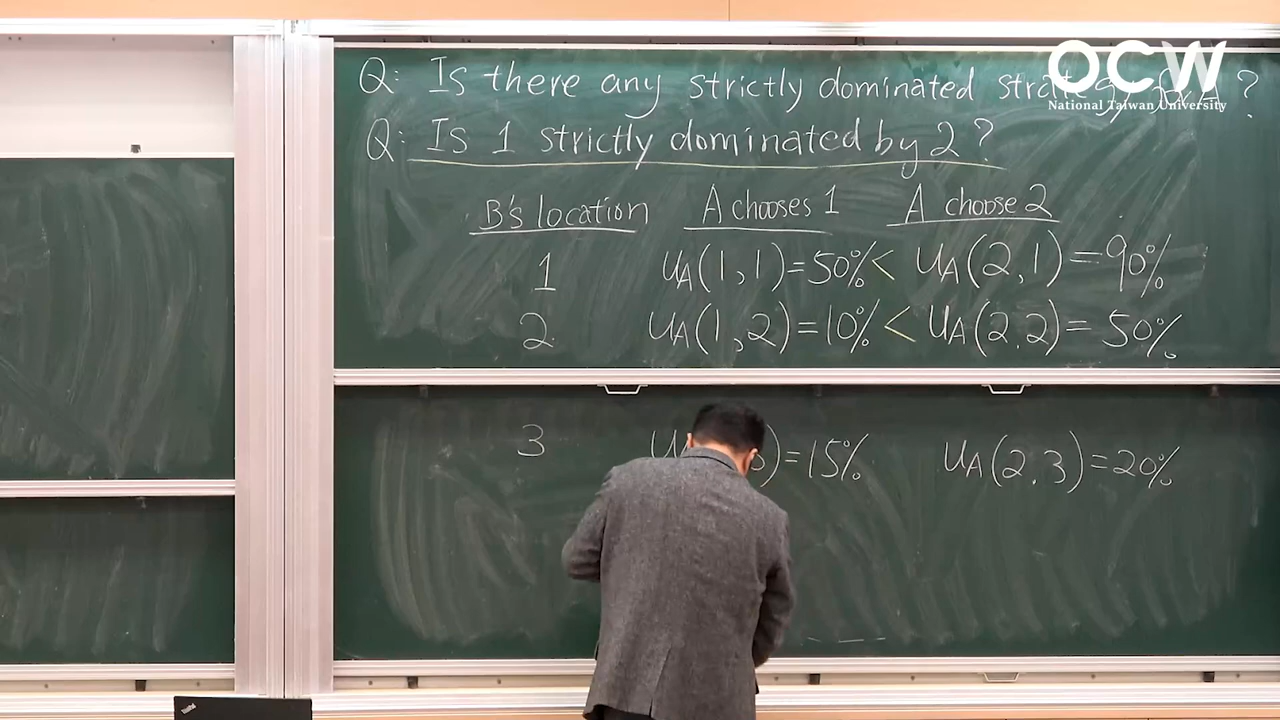 Q: Is there any strictly dominated strategy for A ?
OCW
National Taiwan University
Q: Is 1 strictly dominated by 2?
B's location A chooses 1 A choose 2
1 UA(1,1)=50% < UA(2,1)=90%
2 UA(1,2)=10% < UA(2.2)= 50%
3 )=15% UA(2.3)=20%